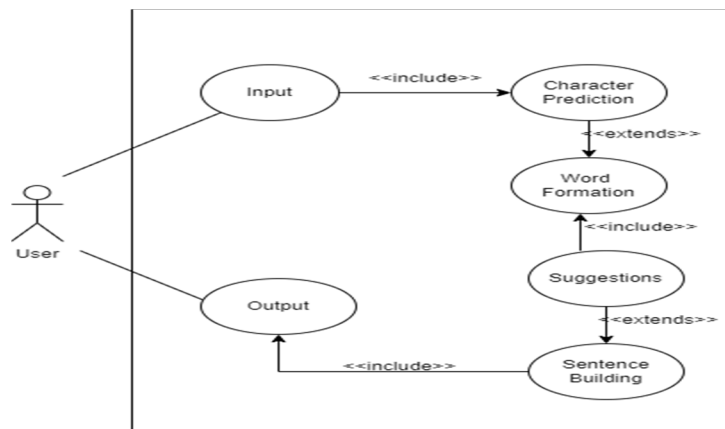 <<include>>
Input
Character
Prediction
<<extends>>
Word
Formation
<<include>>
User
Suggestions
Output
<<extends>>
<<include>>
Sentence
Building